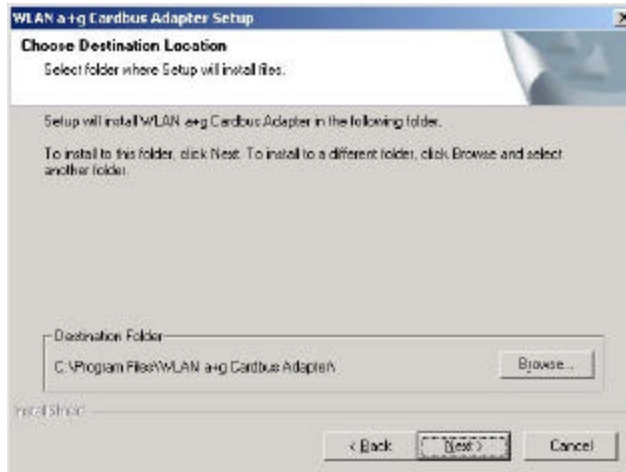 WLAN a+g Cardbus Adapter Setup
Choose Destination Location
Select folder where Setup will install files.
Setup will install WLAN a+g Cardbus Adapter in the following folder.
To install to this folder, click Next. To install to a different folder, click Browse and select
another folder.
Destination Folder
C:\Program Files\WLAN a+g Cardbus Adapter\
Browse...
InstallShield
< Back
Next >
Cancel